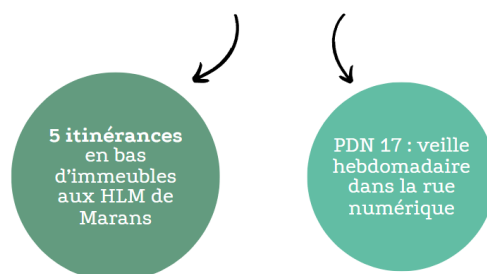 5 itinérances
en bas
d'immeubles
aux HLM de
Marans
PDN 17 : veille
hebdomadaire
dans la rue
numérique